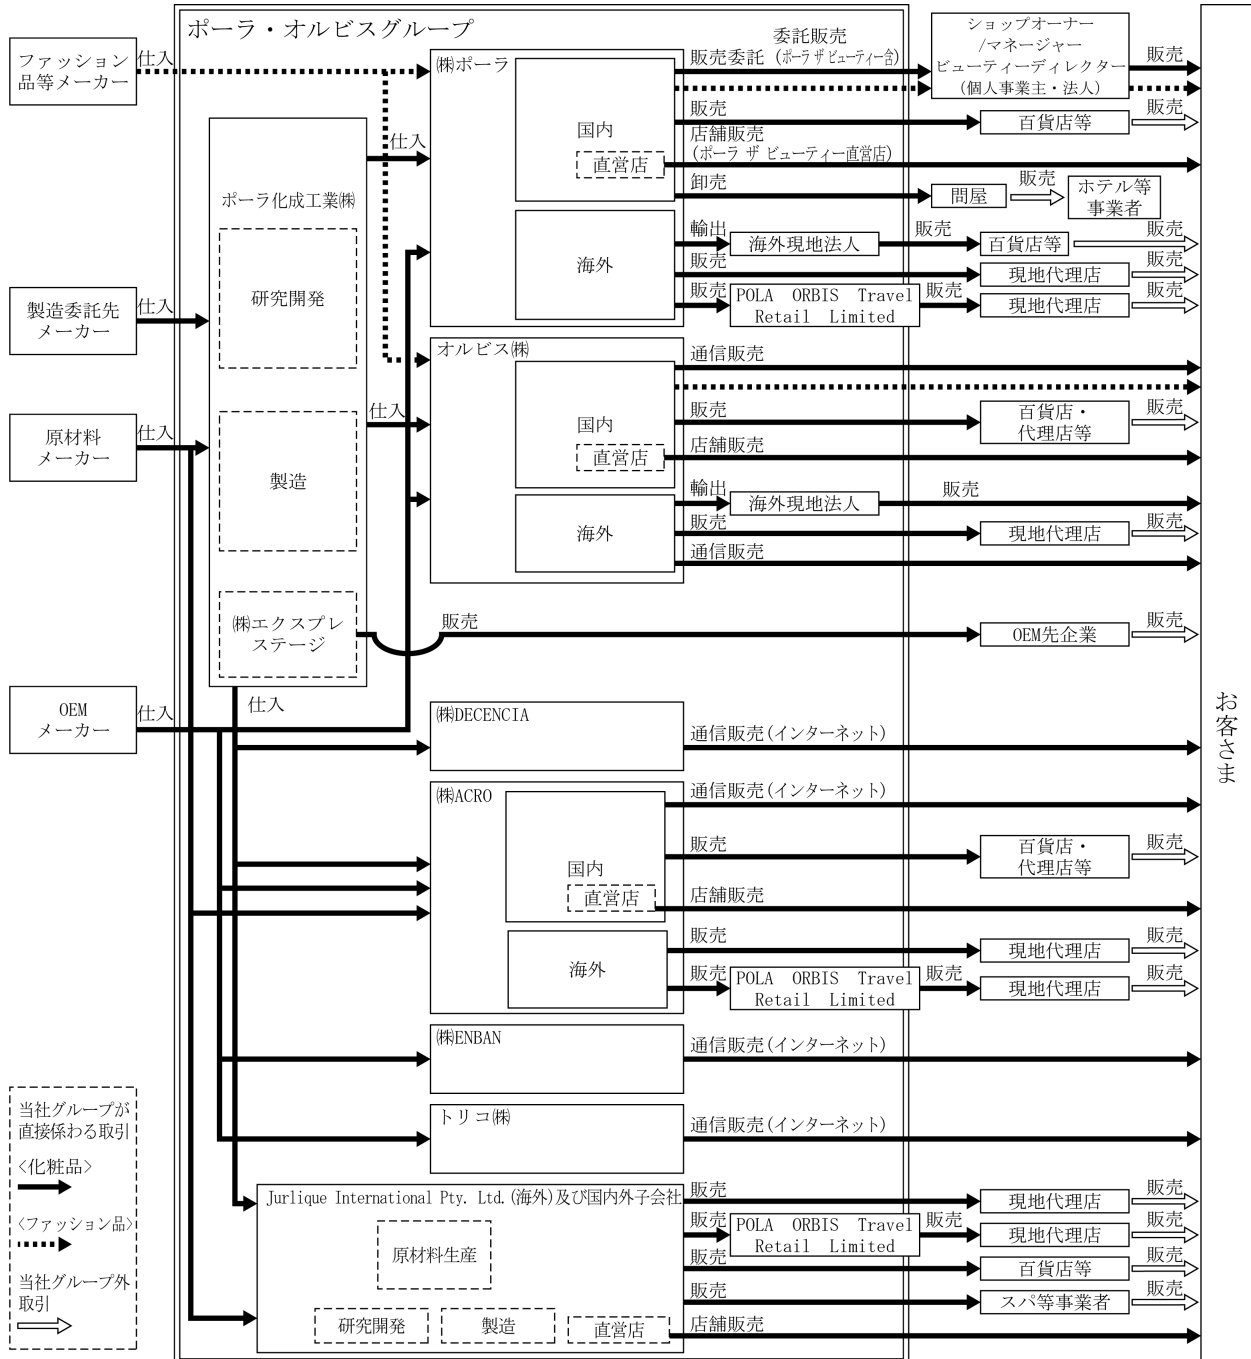 ポーラ・オルビスグループ
ファッション
品等メーカー
仕入
製造委託先
メーカー
仕入
原材料
メーカー
仕入
OEM
メーカー
仕入
ポーラ化成工業㈱
研究開発
製造
㈱エクスプレ
ステージ
仕入
仕入
仕入
販売
OEM先企業
販売
㈱ポーラ
国内
直営店
海外
販売委託
委託販売
(ポーラ ザ ビューティー含)
ショップオーナー
/マネージャー
ビューティーディレクター
(個人事業主・法人)
販売
販売
百貨店等
販売
店舗販売
(ポーラ ザ ビューティー直営店)
卸売
問屋
販売
ホテル等
事業者
輸出
海外現地法人
販売
百貨店等
販売
販売
現地代理店
販売
販売
POLA ORBIS Travel
Retail Limited
販売
現地代理店
販売
オルビス㈱
国内
直営店
海外
通信販売
販売
百貨店・
代理店等
販売
店舗販売
輸出
海外現地法人
販売
販売
現地代理店
販売
通信販売
㈱DECENCIA
通信販売(インターネット)
㈱ACRO
国内
直営店
海外
通信販売(インターネット)
販売
百貨店・
代理店等
販売
店舗販売
販売
現地代理店
販売
販売
POLA ORBIS Travel
Retail Limited
販売
現地代理店
販売
㈱ENBAN
通信販売(インターネット)
トリコ㈱
通信販売(インターネット)
Jurlique International Pty. Ltd.(海外)及び国内外子会社
原材料生産
研究開発
製造
直営店
販売
現地代理店
販売
販売
POLA ORBIS Travel
Retail Limited
販売
現地代理店
販売
販売
百貨店等
販売
販売
スパ等事業者
販売
店舗販売
お客さま
当社グループが
直接係わる取引
<化粧品>
<ファッション品>
当社グループ外
取引